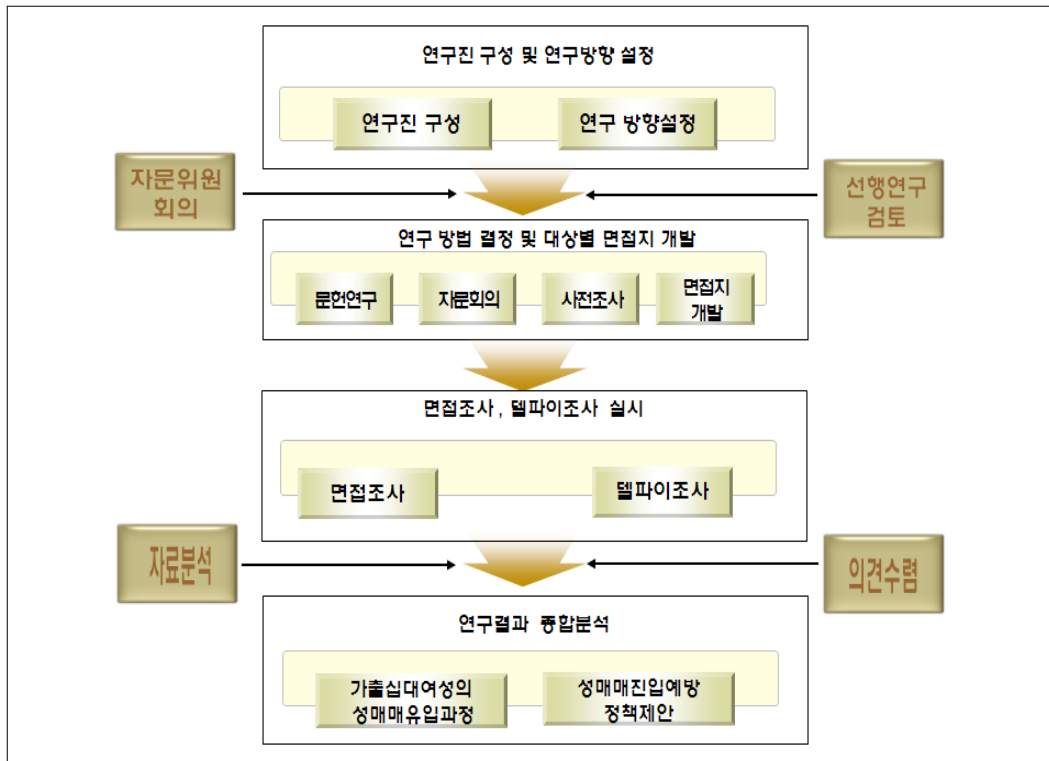 연구진 구성 및 연구방향 설정
연구진 구성
연구 방향설정
자문위원
회의
선행연구
검토
연구 방법 결정 및 대상별 면접지 개발
문헌연구
자문회의
사전조사
면접지
개발
면접조사, 델파이조사 실시
면접조사
델파이조사
자료분석
의견수렴
연구결과 종합분석
가출십대여성의
성매매유입과정
성매매진입예방
정책제안